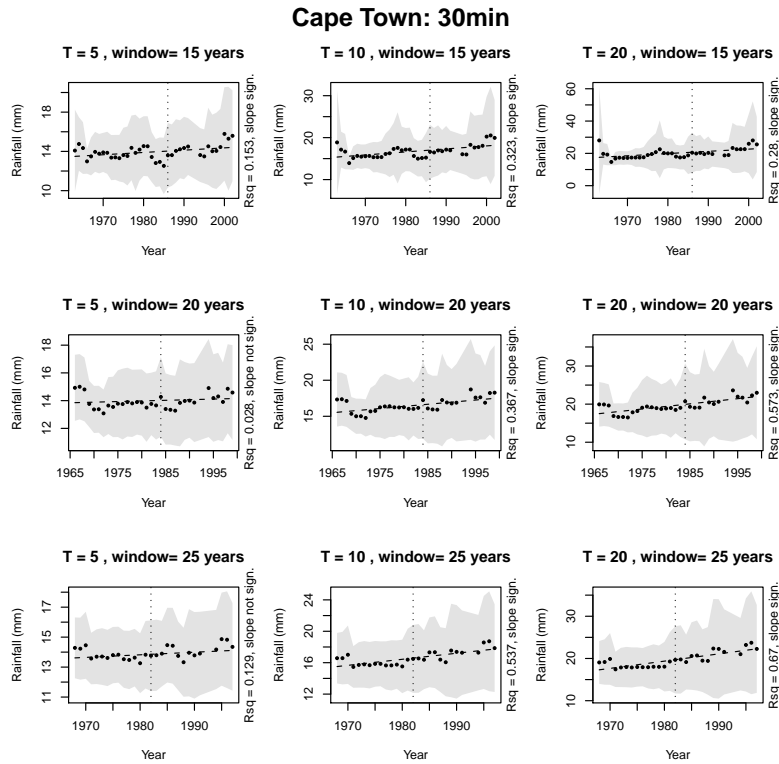 Cape Town: 30min
T = 5 , window= 15 years
Rainfall (mm)
14
18
1970
1980
1990
2000
Year
Rsq = 0.153, slope sign.
T = 10 , window= 15 years
Rainfall (mm)
10
20
30
1970
1980
1990
2000
Year
Rsq = 0.323, slope sign.
T = 20 , window= 15 years
Rainfall (mm)
0
20
40
60
1970
1980
1990
2000
Year
Rsq = 0.28, slope sign.
T = 5 , window= 20 years
Rainfall (mm)
12
14
16
18
1965
1975
1985
1995
Year
Rsq = 0.028, slope not sign.
T = 10 , window= 20 years
Rainfall (mm)
15
20
25
1965
1975
1985
1995
Year
Rsq = 0.367, slope sign.
T = 20 , window= 20 years
Rainfall (mm)
10
20
30
1965
1975
1985
1995
Year
Rsq = 0.573, slope sign.
T = 5 , window= 25 years
Rainfall (mm)
11
13
14
16
18
1970
1980
1990
Year
Rsq = 0.129, slope not sign.
T = 10 , window= 25 years
Rainfall (mm)
12
16
20
24
1970
1980
1990
Year
Rsq = 0.537, slope sign.
T = 20 , window= 25 years
Rainfall (mm)
10
20
30
1970
1980
1990
Year
Rsq = 0.67, slope sign.